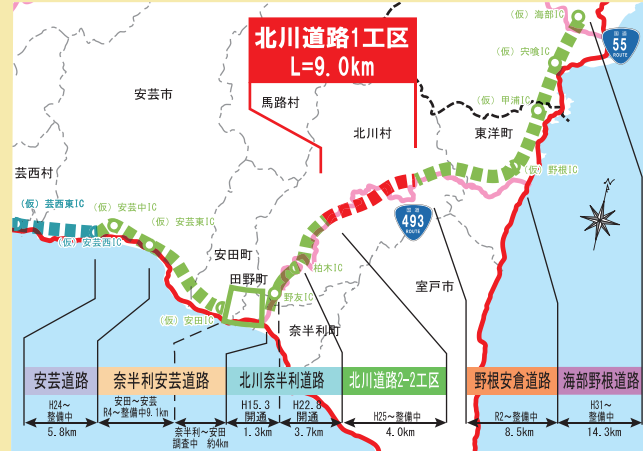 (仮) 海部IC
国道
55
ROUTE
北川道路1工区
L=9.0km
(仮) 宍喰IC
安芸市
馬路村
(仮) 甲浦IC
北川村
東洋町
芸西村
(仮) 野根IC
N
(仮) 芸西東IC
(仮) 安芸中IC
国道
493
ROUTE
(仮) 安芸東IC
(仮) 安芸西IC
安田町
柏木IC
田野町
室戸市
野友IC
(仮) 安田IC
奈半利町
安芸道路
奈半利安芸道路
北川奈半利道路
北川道路2-2工区
野根安倉道路
海部野根道路
H24~
整備中
5.8km
安田~安芸
R4~整備中9.1km
奈半利~安田
調査中 約4km
H15.3
開通
1.3km
H22.8
開通
3.7km
H25~整備中
4.0km
R2~整備中
8.5km
H31~
整備中
14.3km